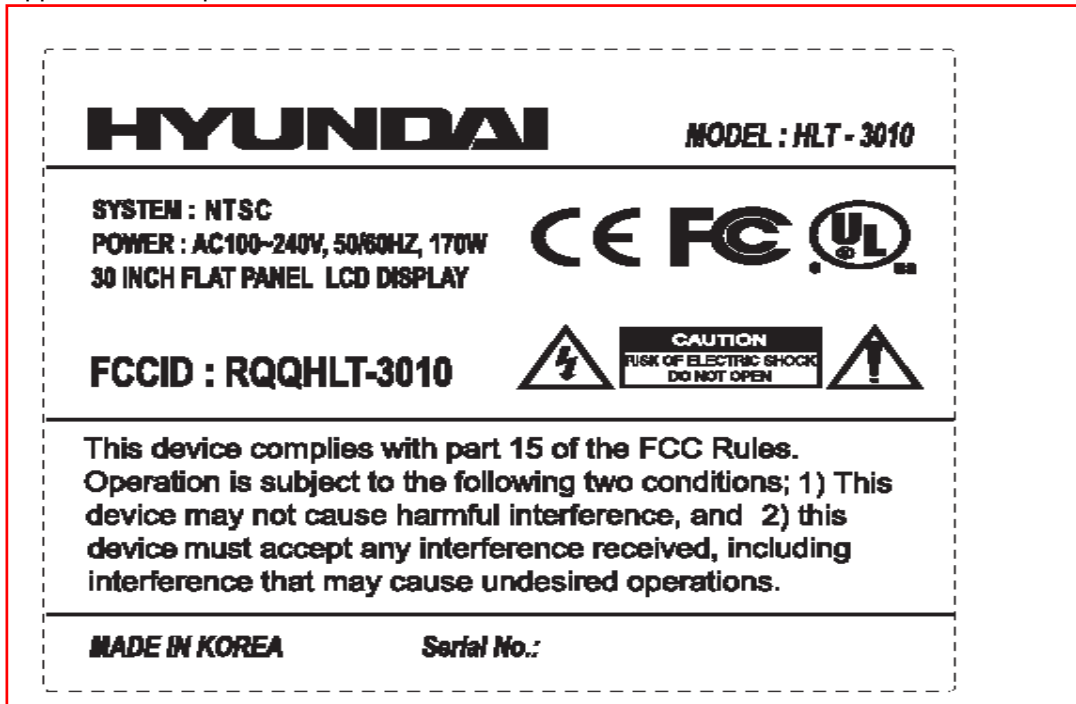 HYUNDAI
MODEL : HLT - 3010
SYSTEM : NTSC
POWER : AC100~240V, 50/60HZ, 170W
30 INCH FLAT PANEL LCD DISPLAY
CE FC UL
FCCID : RQQHLT-3010
CAUTION
RISK OF ELECTRIC SHOCK
DO NOT OPEN
This device complies with part 15 of the FCC Rules.
Operation is subject to the following two conditions; 1) This
device may not cause harmful interference, and 2) this
device must accept any interference received, including
interference that may cause undesired operations.
MADE IN KOREA
Serial No.: